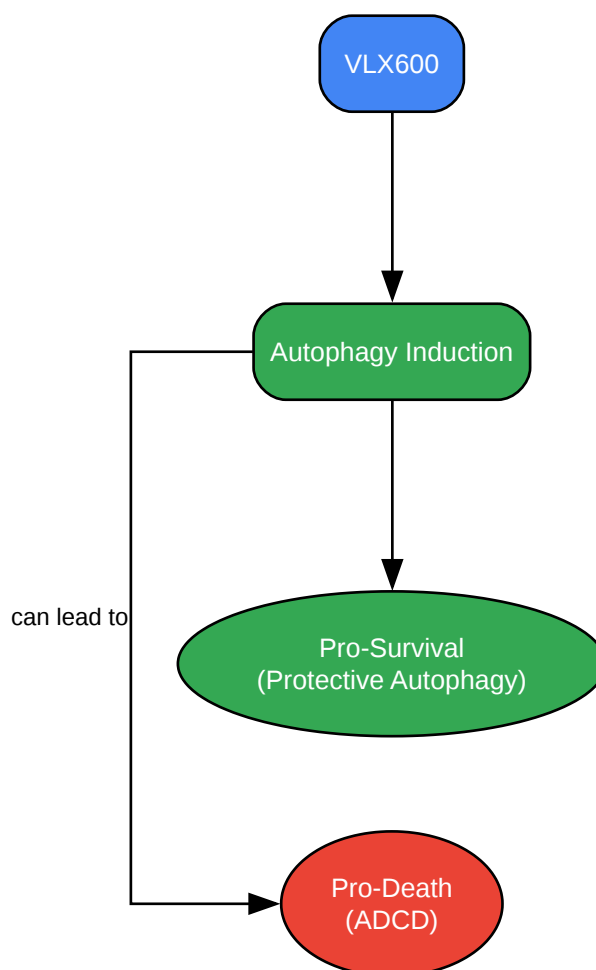 VLX600
Autophagy Induction
can lead to
Pro-Survival
(Protective Autophagy)
Pro-Death
(ADCD)